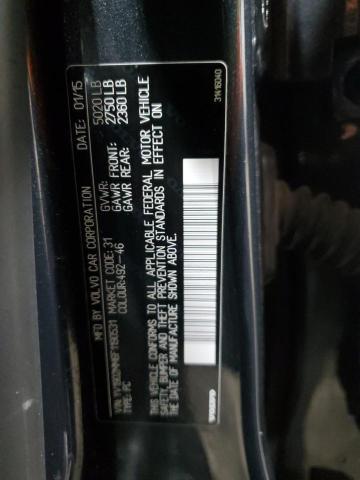 MFD BY VOLVO CAR CORPORATION DATE: 01/15
GVWR: 5020 LB
GAWR FRONT: 2750 LB
GAWR REAR: 2360 LB
MARKET CODE: 31
TYPE: PC COLOUR:492-46
THIS VEHICLE CONFORMS TO ALL APPLICABLE FEDERAL MOTOR VEHICLE
SAFETY, BUMPER AND THEFT PREVENTION STANDARDS IN EFFECT ON
THE DATE OF MANUFACTURE SHOWN ABOVE.
VOLVO
31416040